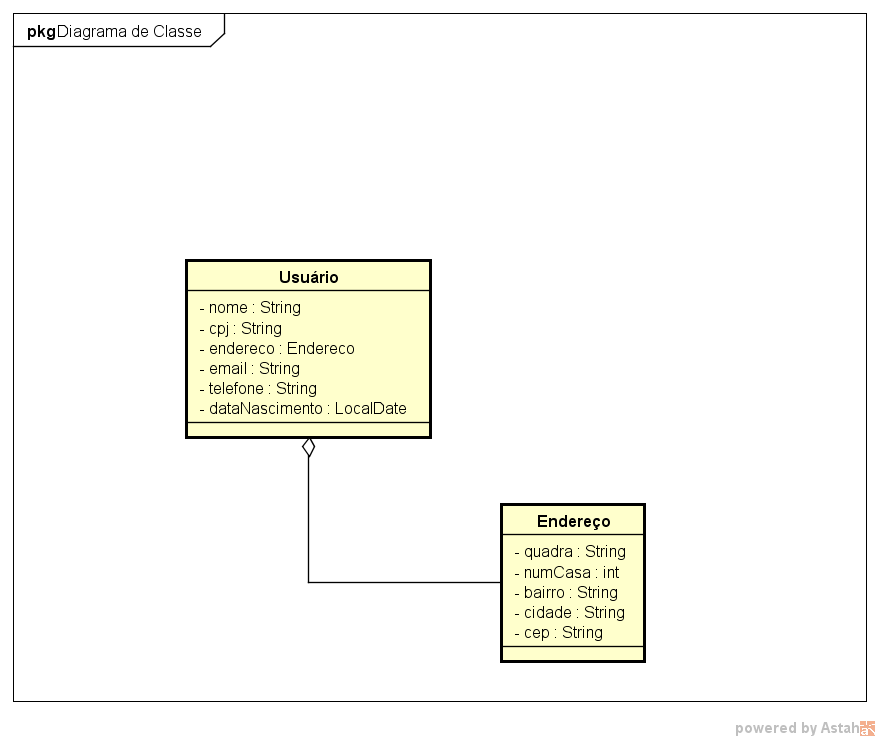 pkg Diagrama de Classe
Usuário
- nome : String
- cpj : String
- endereco : Endereco
- email : String
- telefone : String
- dataNascimento : LocalDate
Endereço
- quadra : String
- numCasa : int
- bairro : String
- cidade : String
- cep : String
powered by Astah